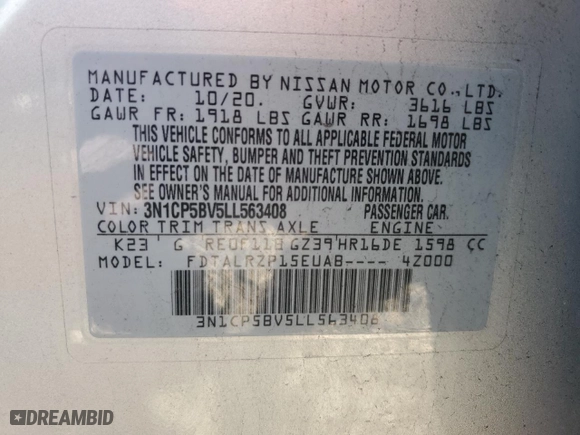 MANUFACTURED BY NISSAN MOTOR CO., LTD.
DATE: 10/20. GVWR: 3616 LBS
GAWR FR: 1918 LBS GAWR RR: 1698 LBS
THIS VEHICLE CONFORMS TO ALL APPLICABLE FEDERAL MOTOR
VEHICLE SAFETY, BUMPER AND THEFT PREVENTION STANDARDS
IN EFFECT ON THE DATE OF MANUFACTURE SHOWN ABOVE.
SEE OWNER'S MANUAL FOR ADDITIONAL INFORMATION.
VIN: 3N1CP5BV5LL563408 PASSENGER CAR.
COLOR TRIM TRANS AXLE ENGINE
K23 G RE0F11B GZ39 HR16DE 1598 CC
MODEL: FDTALRZP15EUAB---- 4Z000
3N1CP5BV5LL563408
DREAMBID